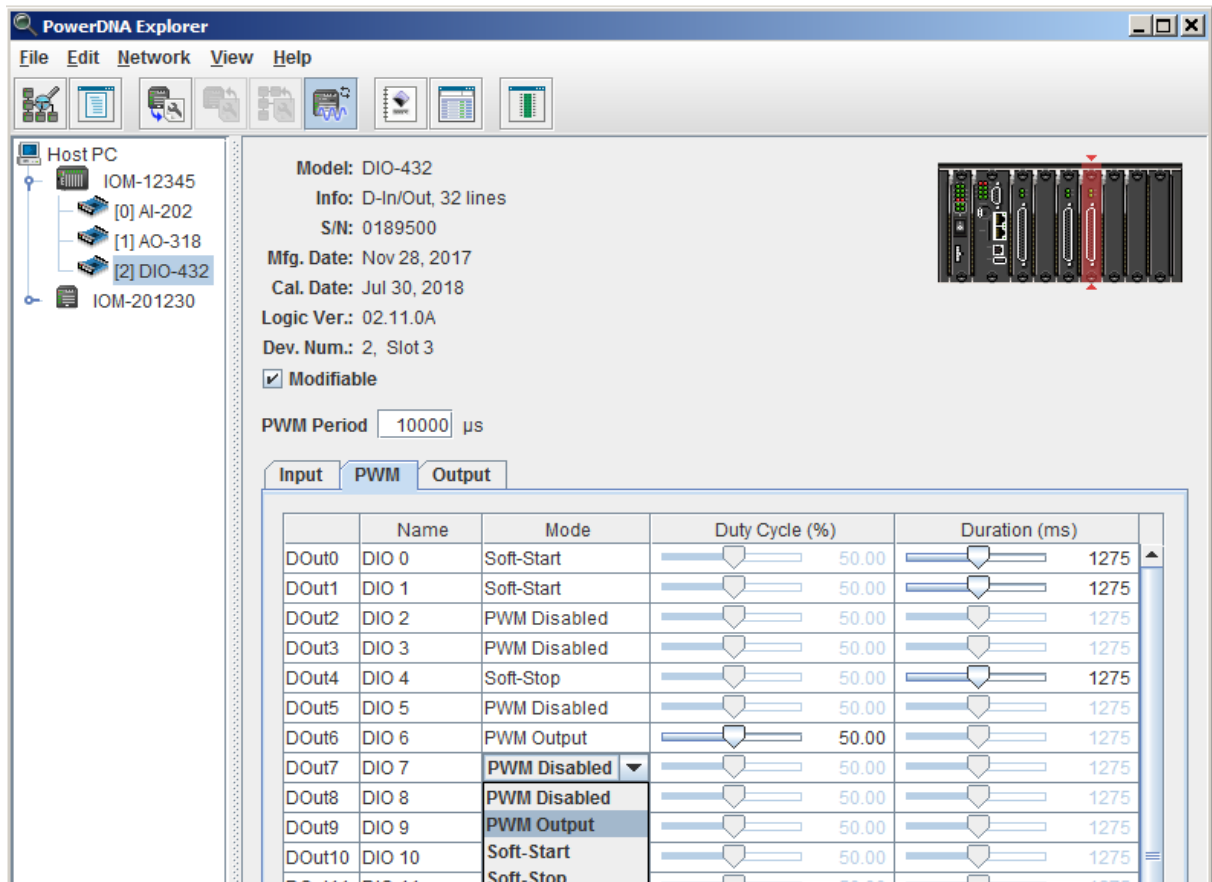 PowerDNA Explorer
File Edit Network View Help
Host PC
IOM-12345
[0] AI-202
[1] AO-318
[2] DIO-432
IOM-201230
Model: DIO-432
Info: D-In/Out, 32 lines
S/N: 0189500
Mfg. Date: Nov 28, 2017
Cal. Date: Jul 30, 2018
Logic Ver.: 02.11.0A
Dev. Num.: 2, Slot 3
Modifiable
PWM Period 10000 µs
Input PWM Output
Name Mode Duty Cycle (%) Duration (ms)
DOut0 DIO 0 Soft-Start 50.00 1275
DOut1 DIO 1 Soft-Start 50.00 1275
DOut2 DIO 2 PWM Disabled 50.00 1275
DOut3 DIO 3 PWM Disabled 50.00 1275
DOut4 DIO 4 Soft-Stop 50.00 1275
DOut5 DIO 5 PWM Disabled 50.00 1275
DOut6 DIO 6 PWM Output 50.00 1275
DOut7 DIO 7 PWM Disabled 50.00 1275
DOut8 DIO 8 PWM Disabled 50.00 1275
DOut9 DIO 9 PWM Output 50.00 1275
DOut10 DIO 10 Soft-Start 50.00 1275
Soft-Stop